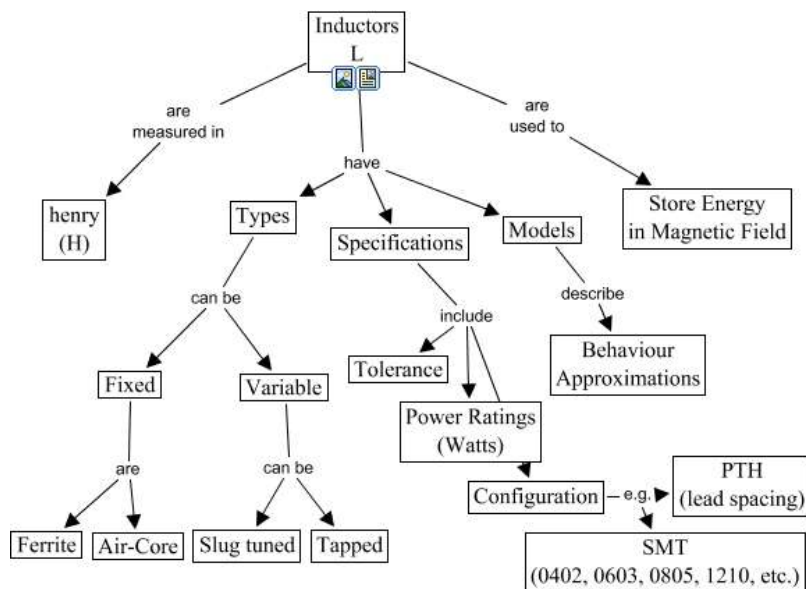 Inductors
L
are
measured in
have
are
used to
henry
(H)
Types
Specifications
Models
Store Energy
in Magnetic Field
can be
include
describe
Fixed
Variable
Tolerance
Power Ratings
(Watts)
Behaviour
Approximations
are
can be
Configuration
e.g.
PTH
(lead spacing)
Ferrite
Air-Core
Slug tuned
Tapped
SMT
(0402, 0603, 0805, 1210, etc.)